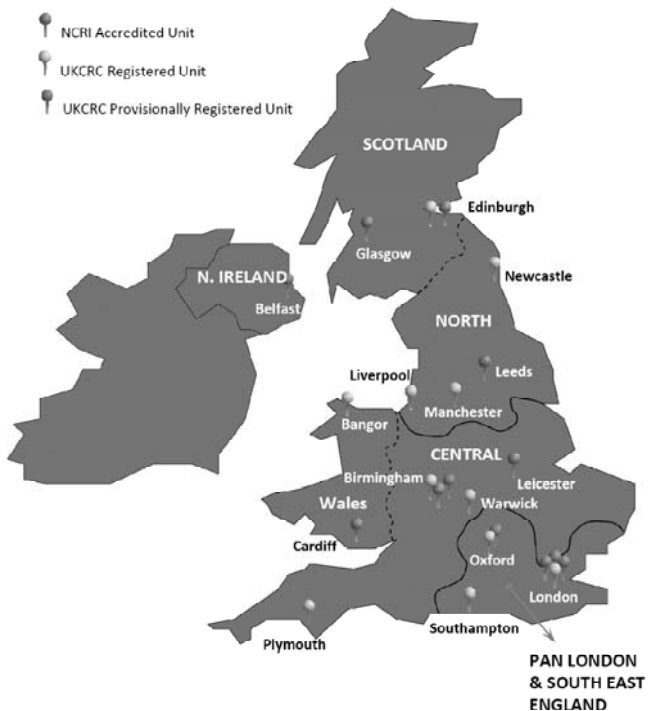 NCRI Accredited Unit
UKCRC Registered Unit
UKCRC Provisionally Registered Unit
SCOTLAND
Edinburgh
Glasgow
N. IRELAND
Belfast
Newcastle
NORTH
Leeds
Liverpool
Manchester
Bangor
CENTRAL
Birmingham
Leicester
Wales
Warwick
Cardiff
Oxford
London
Southampton
Plymouth
PAN LONDON
& SOUTH EAST
ENGLAND